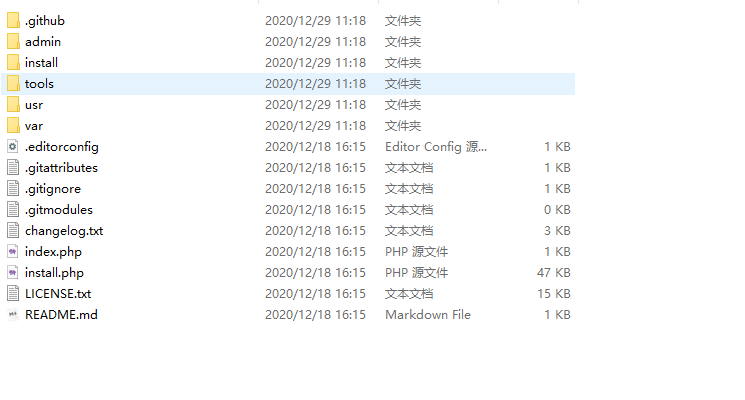 .github 2020/12/29 11:18 文件夹
admin 2020/12/29 11:18 文件夹
install 2020/12/29 11:18 文件夹
tools 2020/12/29 11:18 文件夹
usr 2020/12/29 11:18 文件夹
var 2020/12/29 11:18 文件夹
.editorconfig 2020/12/18 16:15 Editor Config 源... 1 KB
.gitattributes 2020/12/18 16:15 文本文档 1 KB
.gitignore 2020/12/18 16:15 文本文档 1 KB
.gitmodules 2020/12/18 16:15 文本文档 0 KB
changelog.txt 2020/12/18 16:15 文本文档 3 KB
index.php 2020/12/18 16:15 PHP 源文件 1 KB
install.php 2020/12/18 16:15 PHP 源文件 47 KB
LICENSE.txt 2020/12/18 16:15 文本文档 15 KB
README.md 2020/12/18 16:15 Markdown File 1 KB